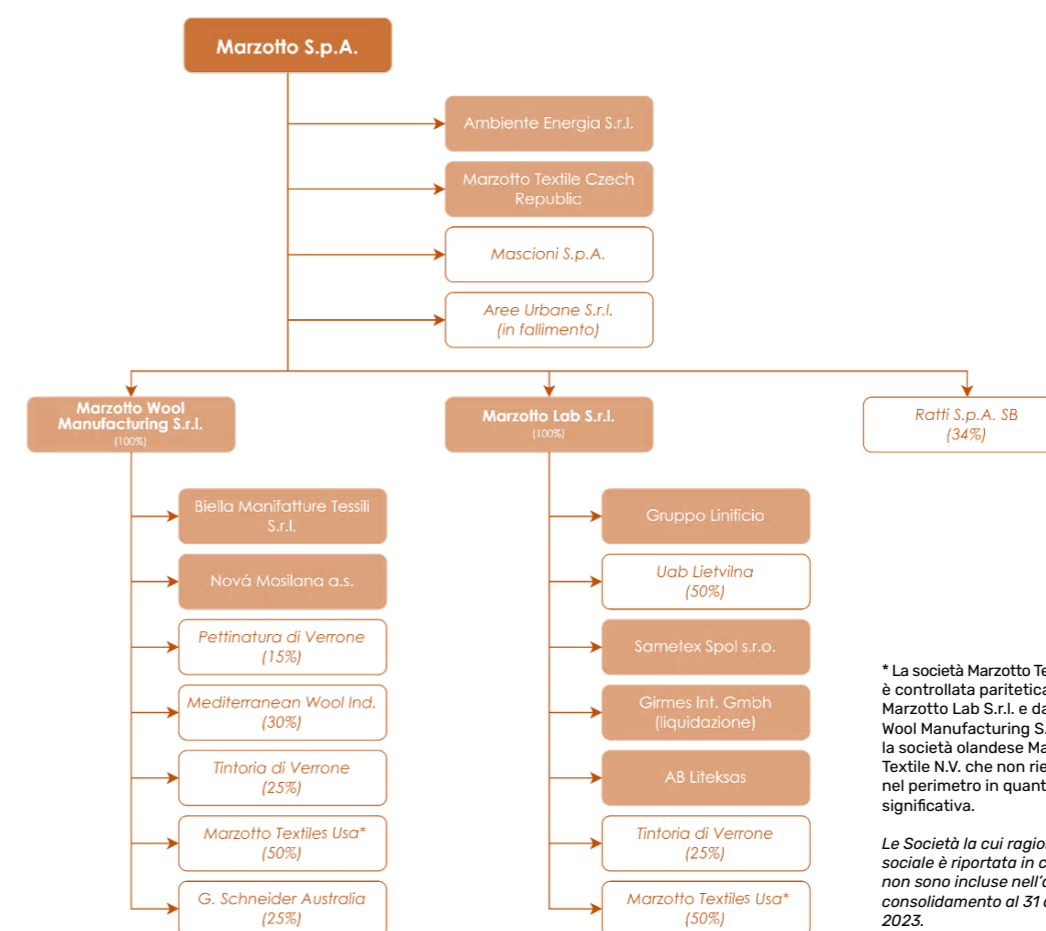 Marzotto S.p.A.
Ambiente Energia S.r.l.
Marzotto Textile Czech
Republic
Mascioni S.p.A.
Aree Urbane S.r.l.
(in fallimento)
Marzotto Wool
Manufacturing S.r.l.
(100%)
Marzotto Lab S.r.l.
(100%)
Ratti S.p.A. SB
(34%)
Biella Manifatture Tessili
S.r.l.
Nová Mosilana a.s.
Pettinatura di Verrone
(15%)
Mediterranean Wool Ind.
(30%)
Tintoria di Verrone
(25%)
Marzotto Textiles Usa*
(50%)
G. Schneider Australia
(25%)
Gruppo Linificio
Uab Lietvilna
(50%)
Sametex Spol s.r.o.
Girmes Int. Gmbh
(liquidazione)
AB Liteksas
Tintoria di Verrone
(25%)
Marzotto Textiles Usa*
(50%)
* La società Marzotto Te
è controllata paritetica
Marzotto Lab S.r.l. e da
Wool Manufacturing S.
la società olandese Ma
Textile N.V. che non rie
nel perimetro in quant
significativa.
Le Società la cui ragion
sociale è riportata in c
non sono incluse nell'a
consolidamento al 31 d
2023.